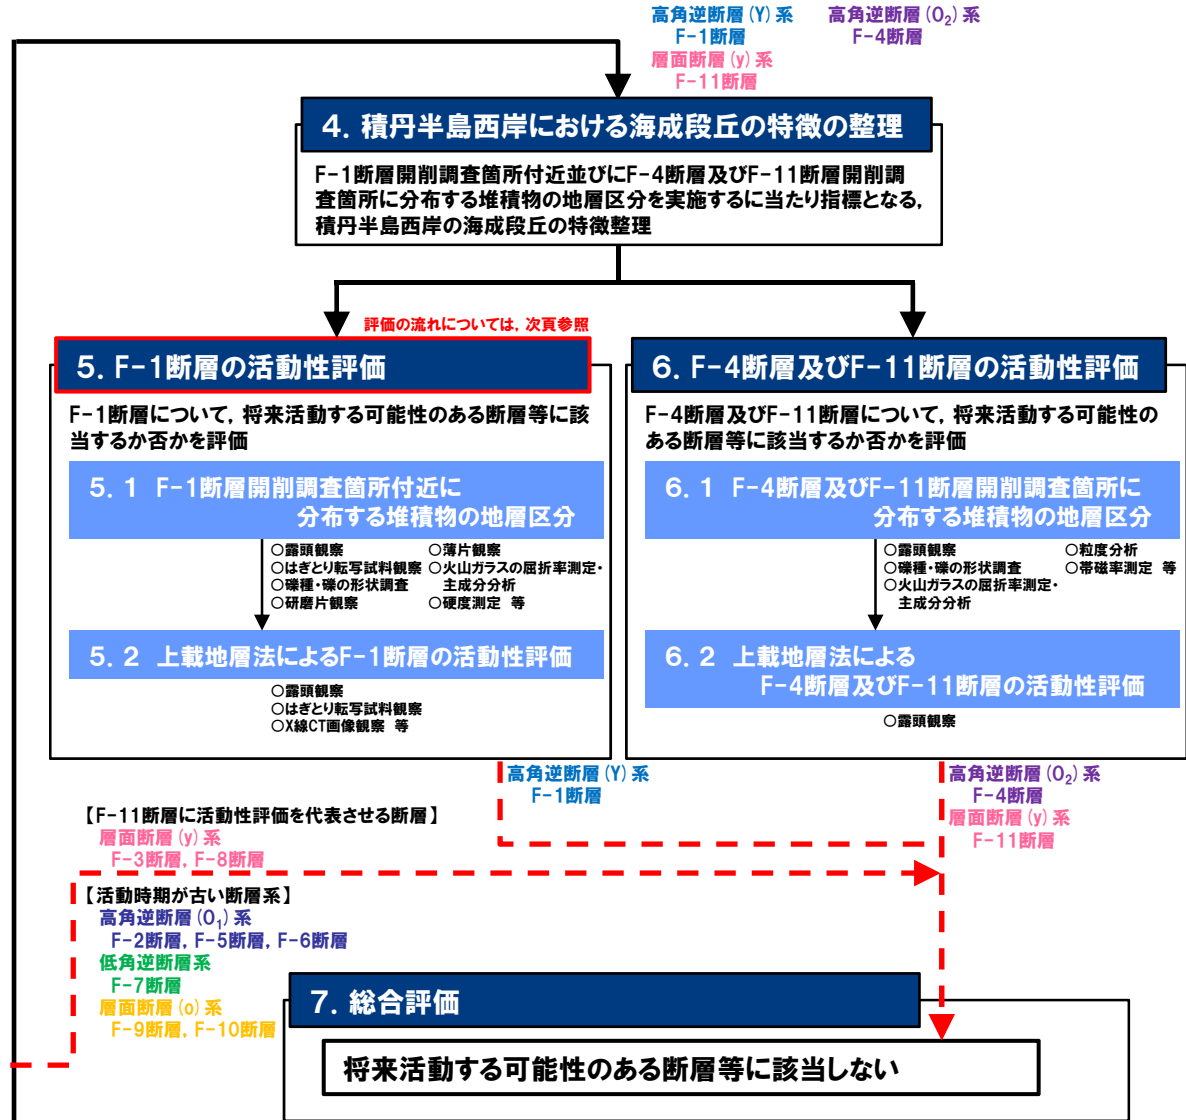 高角逆断層(Y)系
F-1断層
層面断層(y)系
F-11断層
高角逆断層(O₂)系
F-4断層
4. 積丹半島西岸における海成段丘の特徴の整理
F-1断層開削調査箇所付近並びにF-4断層及びF-11断層開削調
査箇所に分布する堆積物の地層区分を実施するに当たり指標となる,
積丹半島西岸の海成段丘の特徴整理
評価の流れについては, 次頁参照
5. F-1断層の活動性評価
F-1断層について, 将来活動する可能性のある断層等に該
当するか否かを評価
5. 1 F-1断層開削調査箇所付近に
分布する堆積物の地層区分
○露頭観察
○はぎとり転写試料観察
○礫種・礫の形状調査
○研磨片観察
○薄片観察
○火山ガラスの屈折率測定・
主成分分析
○硬度測定 等
5. 2 上載地層法によるF-1断層の活動性評価
○露頭観察
○はぎとり転写試料観察
○X線CT画像観察 等
6. F-4断層及びF-11断層の活動性評価
F-4断層及びF-11断層について, 将来活動する可能性の
ある断層等に該当するか否かを評価
6. 1 F-4断層及びF-11断層開削調査箇所に
分布する堆積物の地層区分
○露頭観察
○礫種・礫の形状調査
○火山ガラスの屈折率測定・
主成分分析
○粒度分析
○帯磁率測定 等
6. 2 上載地層法による
F-4断層及びF-11断層の活動性評価
○露頭観察
高角逆断層(Y)系
F-1断層
高角逆断層(O₂)系
F-4断層
層面断層(y)系
F-11断層
【F-11断層に活動性評価を代表させる断層】
層面断層(y)系
F-3断層, F-8断層
【活動時期が古い断層系】
高角逆断層(O₁)系
F-2断層, F-5断層, F-6断層
低角逆断層系
F-7断層
層面断層(o)系
F-9断層, F-10断層
7. 総合評価
将来活動する可能性のある断層等に該当しない